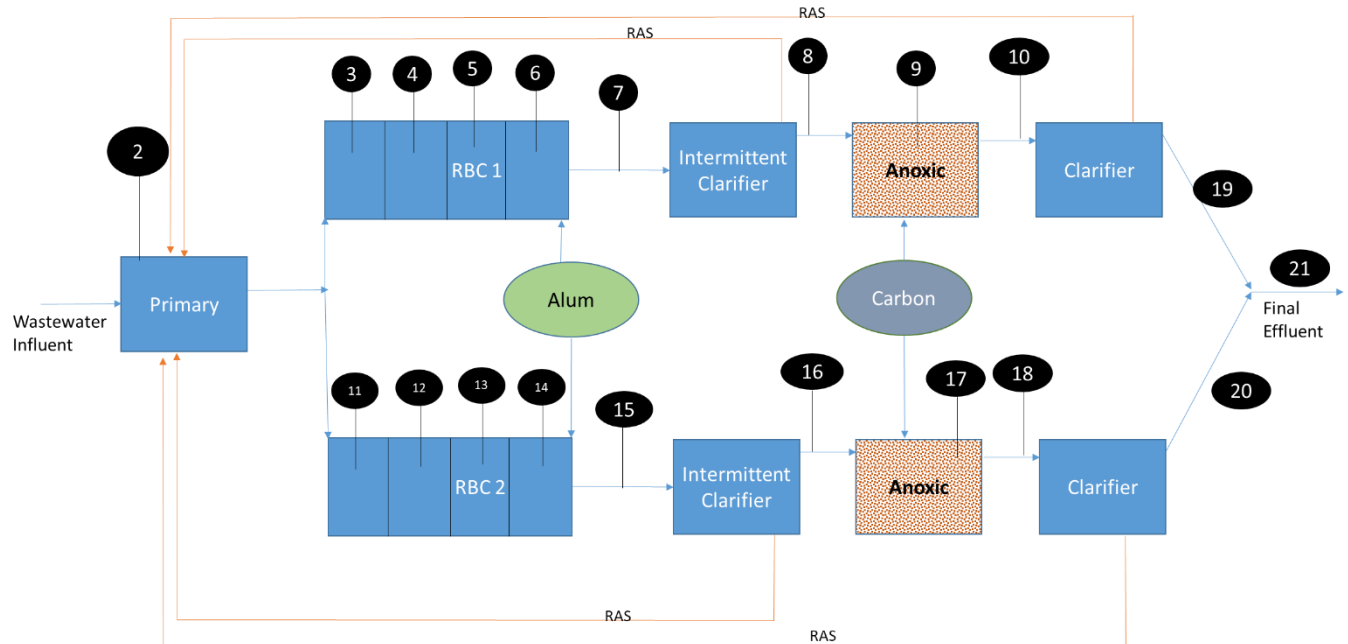 RAS
RAS
3
4
5
6
7
8
9
10
2
RBC 1
Intermittent
Clarifier
Anoxic
Clarifier
19
Primary
Wastewater
Influent
Alum
Carbon
21
Final
Effluent
11
12
13
14
15
16
17
18
20
RBC 2
Intermittent
Clarifier
Anoxic
Clarifier
RAS
RAS